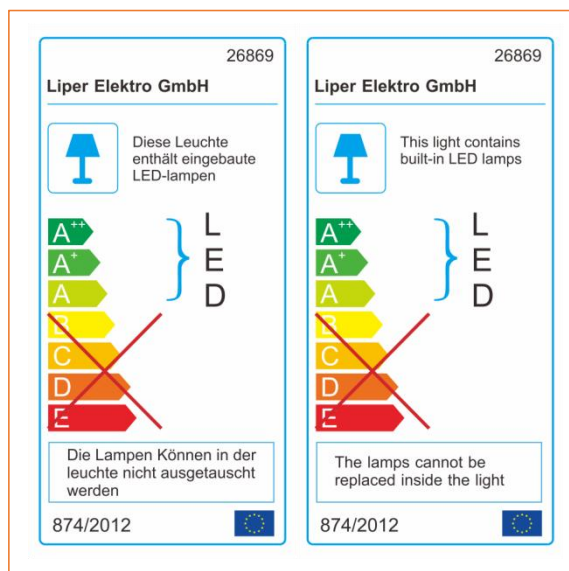 26869
Liper Elektro GmbH
Diese Leuchte
enthält eingebaute
LED-lampen
A++
A+
A
B
C
D
E
L
E
D
Die Lampen Können in der
leuchte nicht ausgetauscht
werden
874/2012
26869
Liper Elektro GmbH
This light contains
built-in LED lamps
A++
A+
A
B
C
D
E
L
E
D
The lamps cannot be
replaced inside the light
874/2012